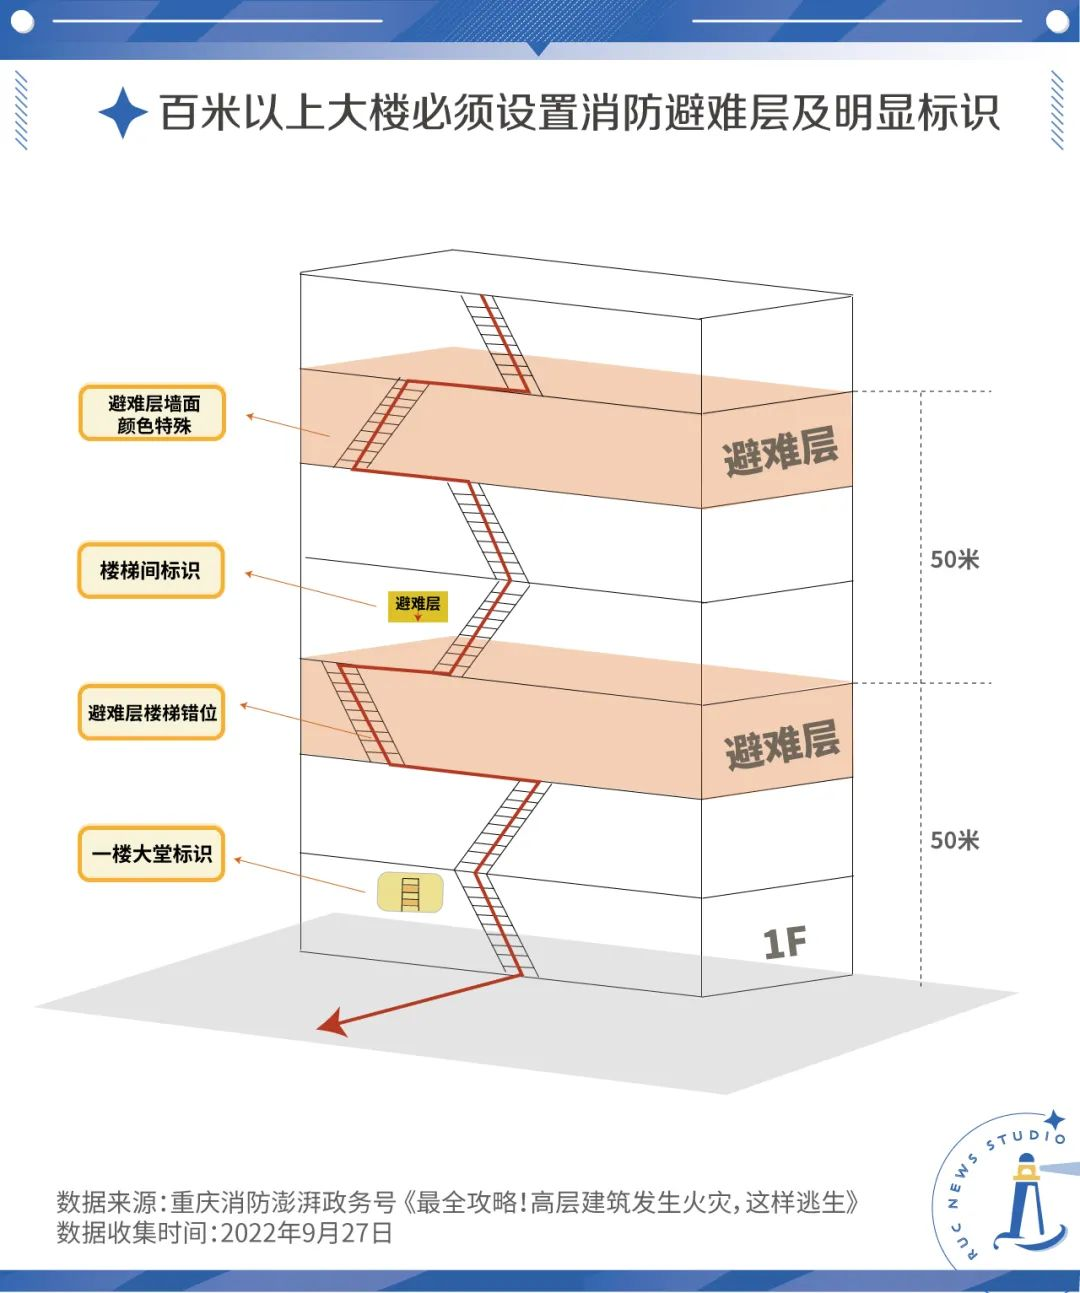 百米以上大楼必须设置消防避难层及明显标识
避难层墙面
颜色特殊
避难层
50米
楼梯间标识
避难层
避难层楼梯错位
避难层
50米
一楼大堂标识
1F
RUC NEWS STUDIO
数据来源：重庆消防澎湃政务号《最全攻略！高层建筑发生火灾，这样逃生》
数据收集时间：2022年9月27日